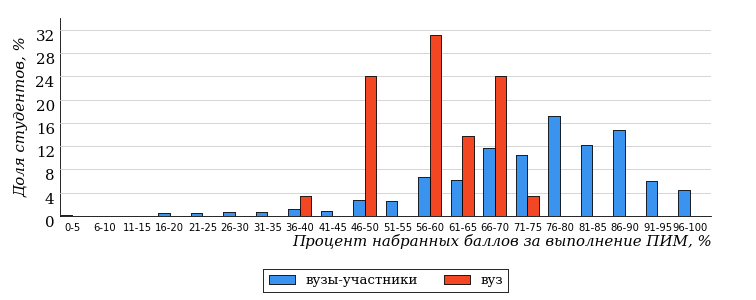 Доля студентов, %
32
28
24
20
16
12
8
4
0
0-5 6-10 11-15 16-20 21-25 26-30 31-35 36-40 41-45 46-50 51-55 56-60 61-65 66-70 71-75 76-80 81-85 86-90 91-95 96-100
Процент набранных баллов за выполнение ПИМ, %
вузы-участники вуз